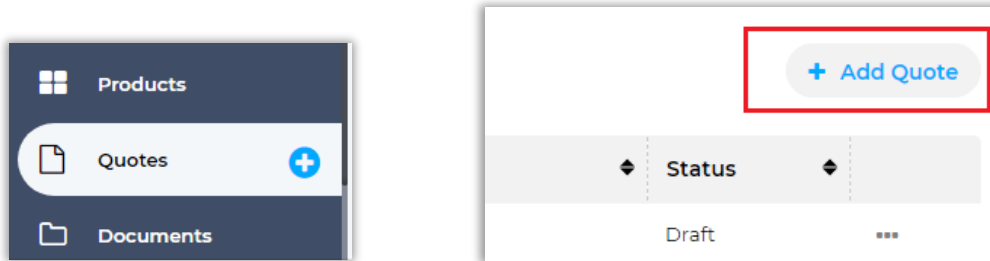 Products
Quotes
Documents
+ Add Quote
Status
Draft